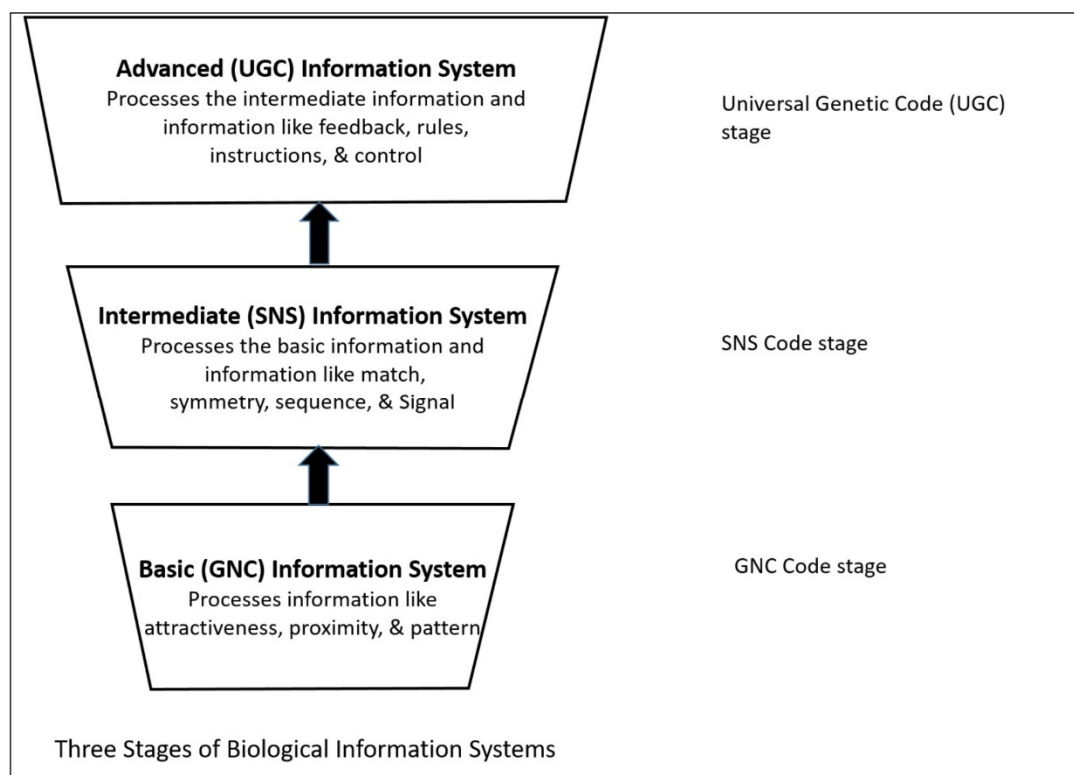 Advanced (UGC) Information System
Processes the intermediate information and
information like feedback, rules,
instructions, & control
Universal Genetic Code (UGC)
stage
Intermediate (SNS) Information System
Processes the basic information and
information like match,
symmetry, sequence, & Signal
SNS Code stage
Basic (GNC) Information System
Processes information like
attractiveness, proximity, & pattern
GNC Code stage
Three Stages of Biological Information Systems